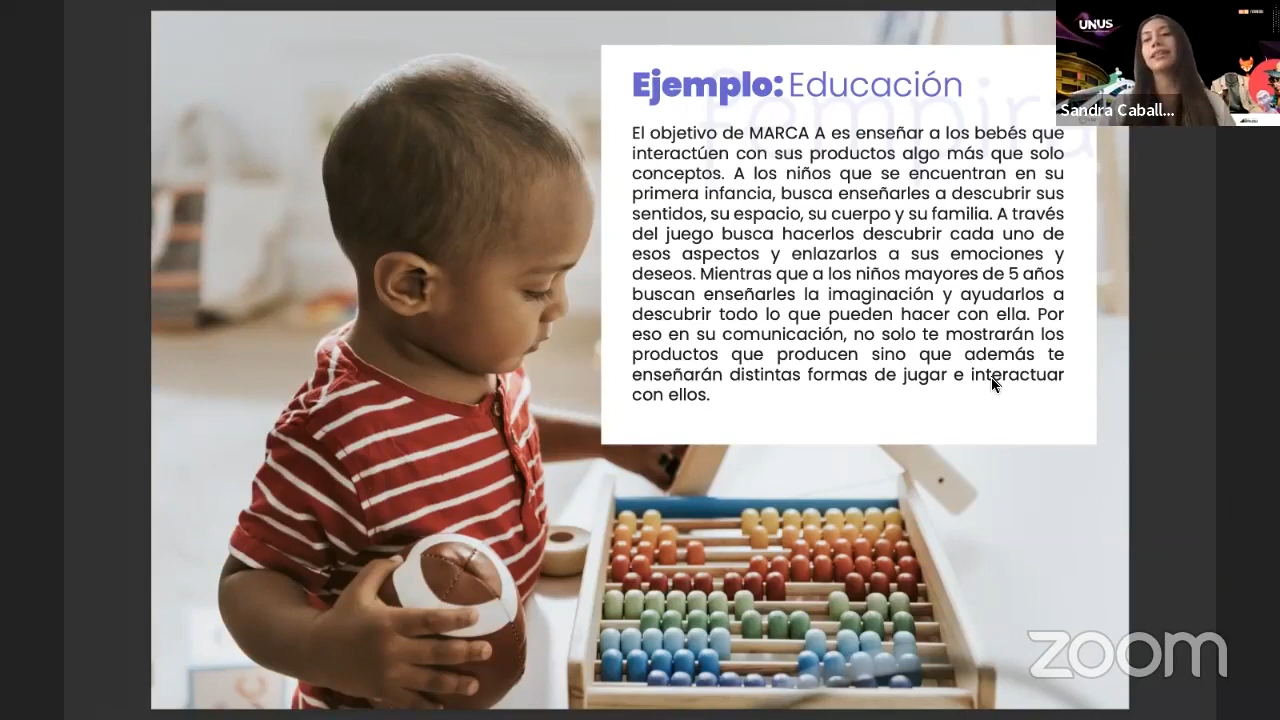 UNUS
Sandra Caball...
Ejemplo: Educación
El objetivo de MARCA A es enseñar a los bebés que
interactúen con sus productos algo más que solo
conceptos. A los niños que se encuentran en su
primera infancia, busca enseñarles a descubrir sus
sentidos, su espacio, su cuerpo y su familia. A través
del juego busca hacerlos descubrir cada uno de
esos aspectos y enlazarlos a sus emociones y
deseos. Mientras que a los niños mayores de 5 años
buscan enseñarles la imaginación y ayudarlos a
descubrir todo lo que pueden hacer con ella. Por
eso en su comunicación, no solo te mostrarán los
productos que producen sino que además te
enseñarán distintas formas de jugar e interactuar
con ellos.
zoom